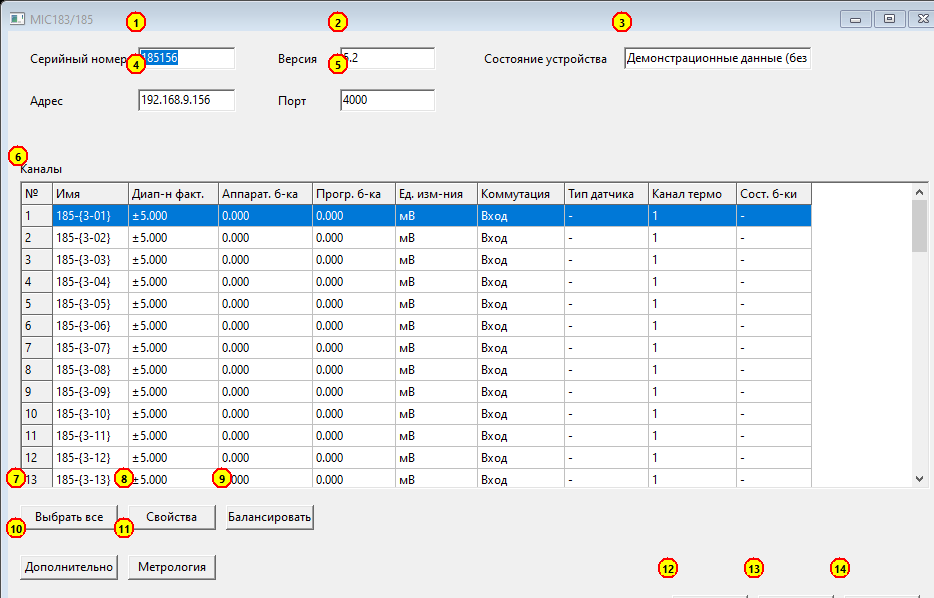 MIC183/185
1 2 3
Серийный номер 185156 Версия 5.2 Состояние устройства Демонстрационные данные (без
4 5
Адрес 192.168.9.156 Порт 4000
6
Каналы
№ Имя Диап-н факт. Аппарат. б-ка Прогр. б-ка Ед. изм-ния Коммутация Тип датчика Канал термо Сост. б-ки
1 185-{3-01} ±5.000 0.000 0.000 мВ Вход - 1 -
2 185-{3-02} ±5.000 0.000 0.000 мВ Вход - 1 -
3 185-{3-03} ±5.000 0.000 0.000 мВ Вход - 1 -
4 185-{3-04} ±5.000 0.000 0.000 мВ Вход - 1 -
5 185-{3-05} ±5.000 0.000 0.000 мВ Вход - 1 -
6 185-{3-06} ±5.000 0.000 0.000 мВ Вход - 1 -
7 185-{3-07} ±5.000 0.000 0.000 мВ Вход - 1 -
8 185-{3-08} ±5.000 0.000 0.000 мВ Вход - 1 -
9 185-{3-09} ±5.000 0.000 0.000 мВ Вход - 1 -
10 185-{3-10} ±5.000 0.000 0.000 мВ Вход - 1 -
11 185-{3-11} ±5.000 0.000 0.000 мВ Вход - 1 -
12 185-{3-12} ±5.000 0.000 0.000 мВ Вход - 1 -
13 185-{3-13} ±5.000 0.000 0.000 мВ Вход - 1 -
7 8 9
Выбрать все Свойства Балансировать
10 11
Дополнительно Метрология
12 13 14